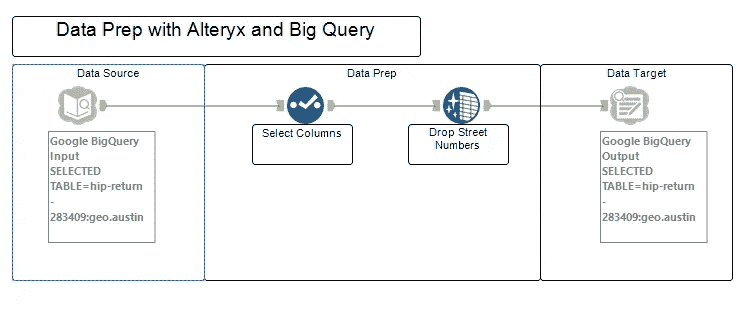 Data Prep with Alteryx and Big Query
Data Source
Data Prep
Data Target
Select Columns
Drop Street
Numbers
Google BigQuery
Input
SELECTED
TABLE=hip-return
-
283409:geo.austin
Google BigQuery
Output
SELECTED
TABLE=hip-return
-
283409:geo.austin